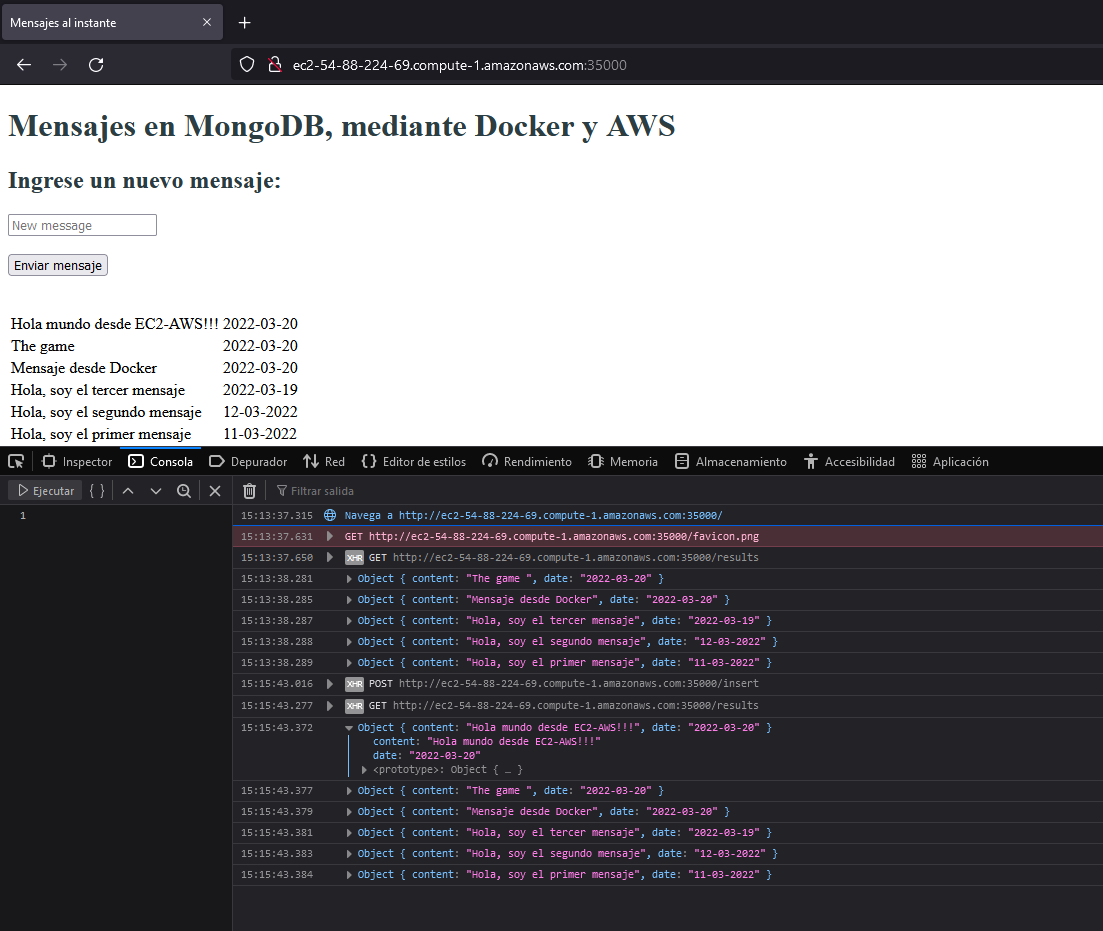 Mensajes al instante
ec2-54-88-224-69.compute-1.amazonaws.com:35000
Mensajes en MongoDB, mediante Docker y AWS
Ingrese un nuevo mensaje:
New message
Enviar mensaje
Hola mundo desde EC2-AWS!!! 2022-03-20
The game 2022-03-20
Mensaje desde Docker 2022-03-20
Hola, soy el tercer mensaje 2022-03-19
Hola, soy el segundo mensaje 12-03-2022
Hola, soy el primer mensaje 11-03-2022
Inspector Consola Depurador Red Editor de estilos Rendimiento Memoria Almacenamiento Accesibilidad Aplicación
Ejecutar { } Filtrar salida
1
15:13:37.315 Navega a http://ec2-54-88-224-69.compute-1.amazonaws.com:35000/
15:13:37.631 GET http://ec2-54-88-224-69.compute-1.amazonaws.com:35000/favicon.png
15:13:37.650 XHR GET http://ec2-54-88-224-69.compute-1.amazonaws.com:35000/results
15:13:38.281 Object { content: "The game ", date: "2022-03-20" }
15:13:38.285 Object { content: "Mensaje desde Docker", date: "2022-03-20" }
15:13:38.287 Object { content: "Hola, soy el tercer mensaje", date: "2022-03-19" }
15:13:38.288 Object { content: "Hola, soy el segundo mensaje", date: "12-03-2022" }
15:13:38.289 Object { content: "Hola, soy el primer mensaje", date: "11-03-2022" }
15:15:43.016 XHR POST http://ec2-54-88-224-69.compute-1.amazonaws.com:35000/insert
15:15:43.277 XHR GET http://ec2-54-88-224-69.compute-1.amazonaws.com:35000/results
15:15:43.372 Object { content: "Hola mundo desde EC2-AWS!!!", date: "2022-03-20" }
content: "Hola mundo desde EC2-AWS!!!"
date: "2022-03-20"
<prototype>: Object { … }
15:15:43.377 Object { content: "The game ", date: "2022-03-20" }
15:15:43.379 Object { content: "Mensaje desde Docker", date: "2022-03-20" }
15:15:43.381 Object { content: "Hola, soy el tercer mensaje", date: "2022-03-19" }
15:15:43.383 Object { content: "Hola, soy el segundo mensaje", date: "12-03-2022" }
15:15:43.384 Object { content: "Hola, soy el primer mensaje", date: "11-03-2022" }